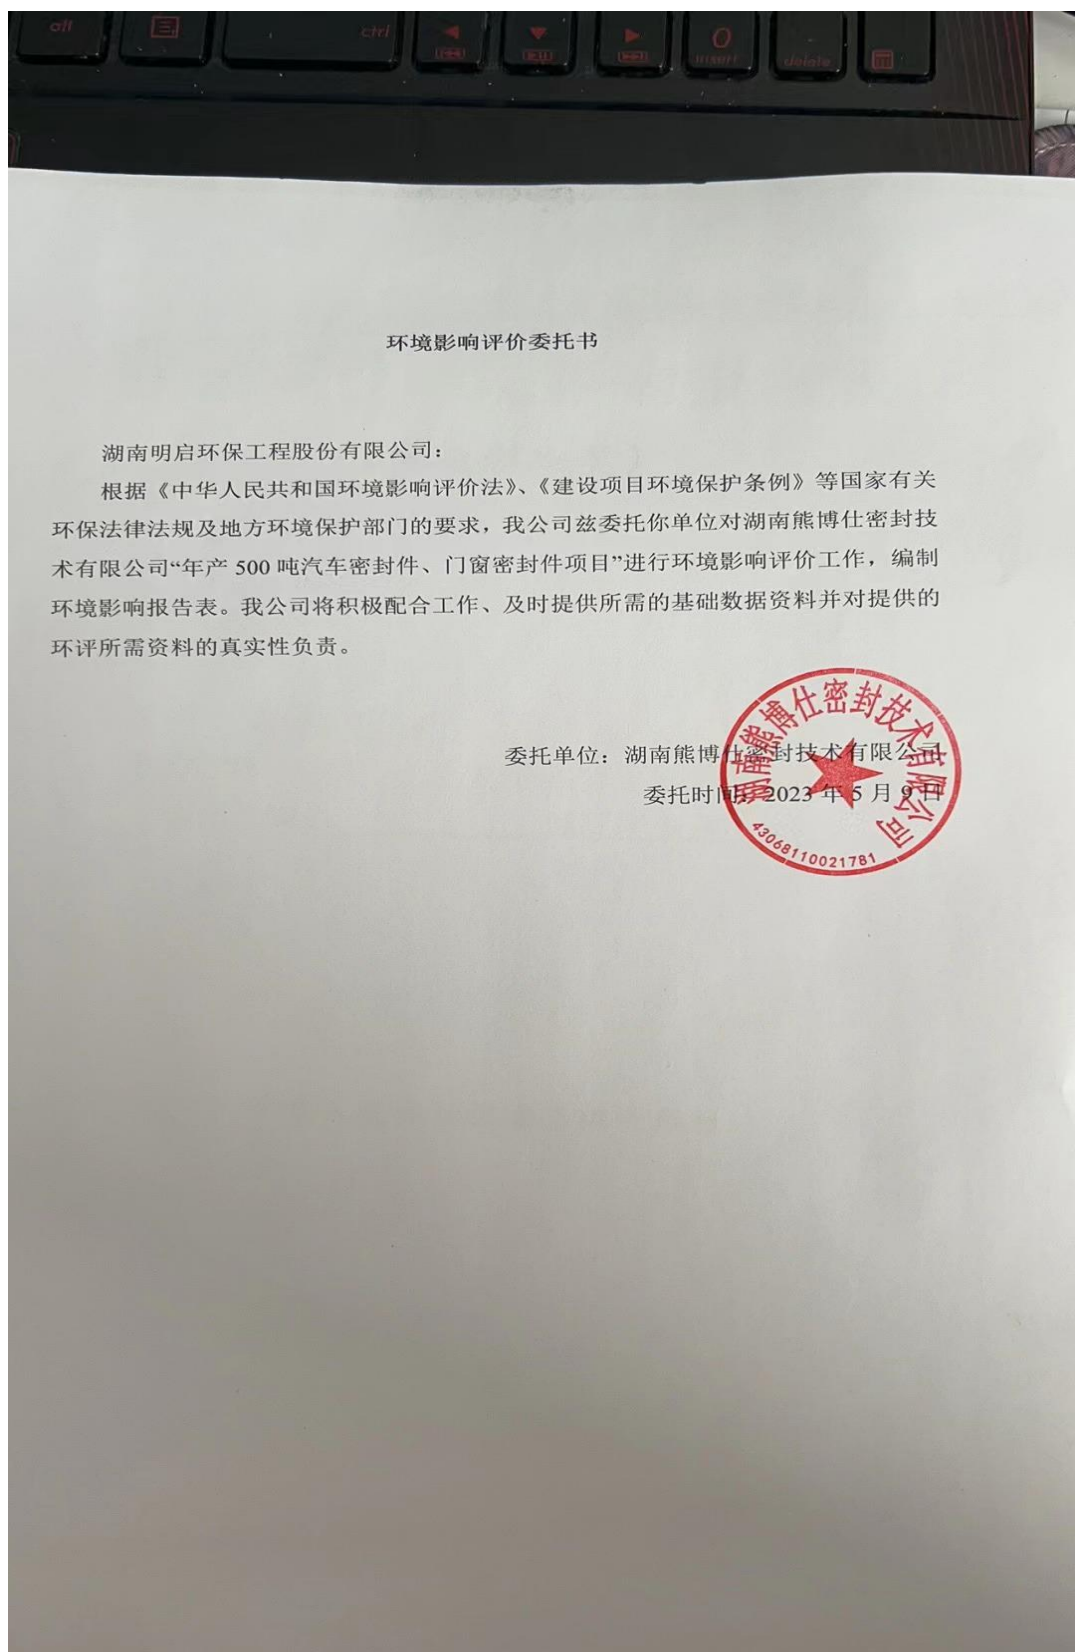 alt
ctrl
0
insert
delete
环境影响评价委托书
湖南明启环保工程股份有限公司：
根据《中华人民共和国环境影响评价法》、《建设项目环境保护条例》等国家有关
环保法律法规及地方环境保护部门的要求，我公司兹委托你单位对湖南熊博仕密封技
术有限公司“年产 500 吨汽车密封件、门窗密封件项目”进行环境影响评价工作，编制
环境影响报告表。我公司将积极配合工作、及时提供所需的基础数据资料并对提供的
环评所需资料的真实性负责。
委托单位：湖南熊博仕密封技术有限公司
委托时间：2023 年 5 月 9 日
湖南熊博仕密封技术有限公司
43068110021781